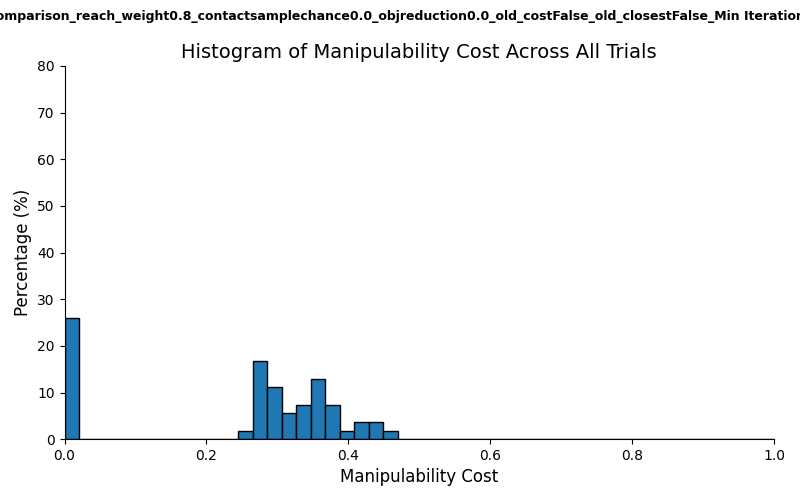 omparison_reach_weight0.8_contactsamplechance0.0_objreduction0.0_old_costFalse_old_closestFalse_Min Iteration
Histogram of Manipulability Cost Across All Trials
80
70
60
50
40
30
20
10
0
Percentage (%)
0.0 0.2 0.4 0.6 0.8 1.0
Manipulability Cost